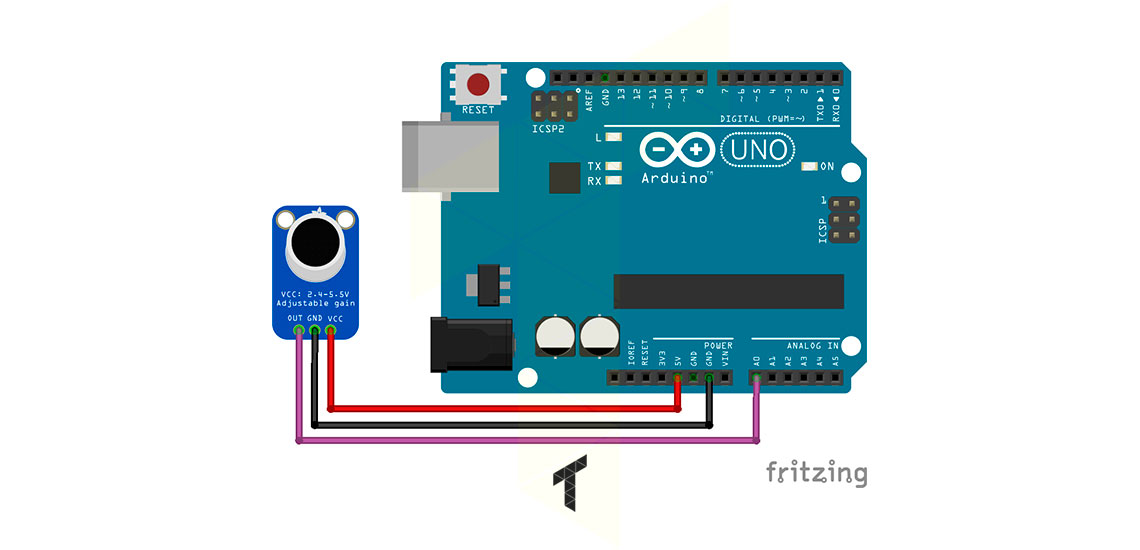 RESET
ICSP2
AREF
GND
13
12
~11
~10
~9
8
7
~6
~5
4
~3
2
TX0▶1
RX0◀0
DIGITAL (PWM=~)
L
TX
RX
Arduino™
UNO
ON
1
ICSP
VCC: 2.4-5.5V
Adjustable gain
OUT GND VCC
POWER
ANALOG IN
IOREF
RESET
3V3
5V
GND
GND
VIN
A0
A1
A2
A3
A4
A5
fritzing